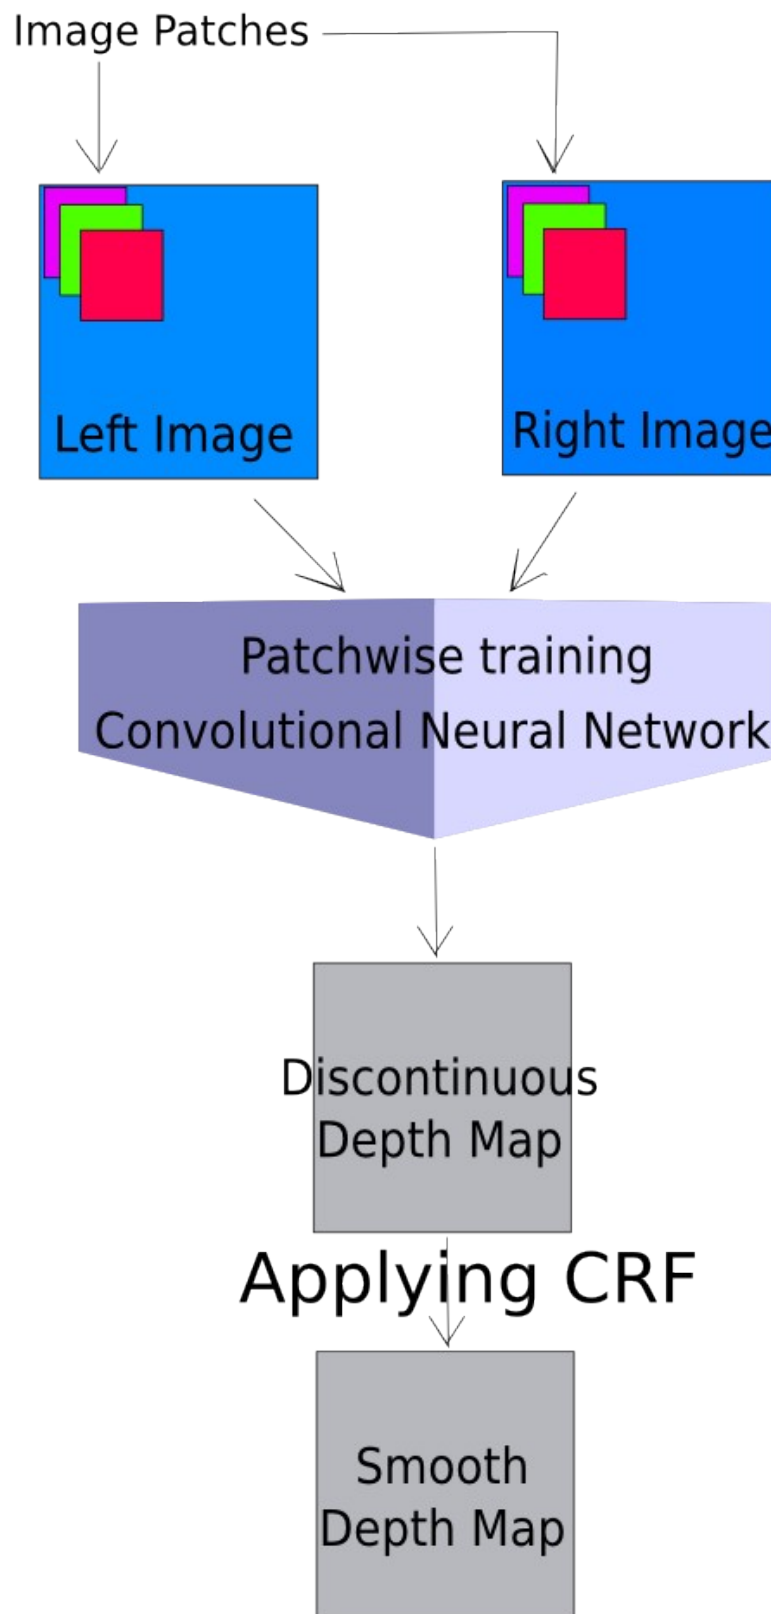 Image Patches
Left Image
Right Image
Patchwise training
Convolutional Neural Network
Discontinuous
Depth Map
Applying CRF
Smooth
Depth Map